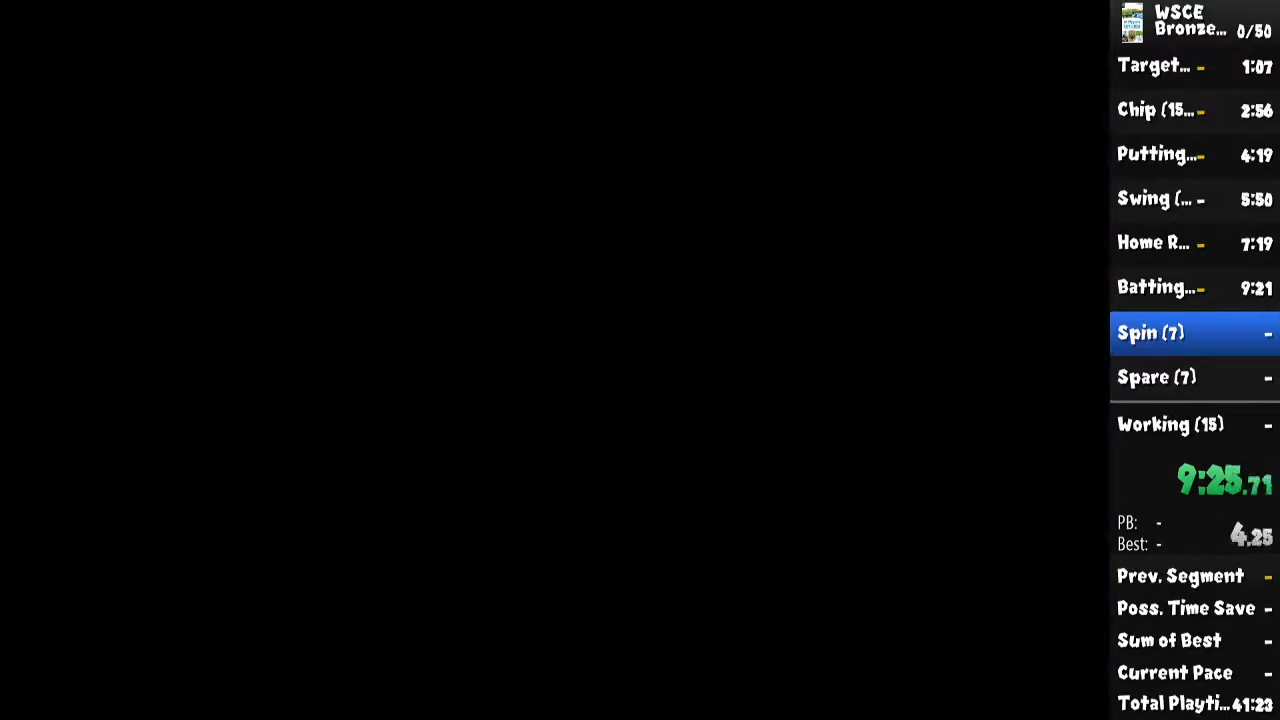 WSCE
Bronze... 0/50
Target... - 1:07
Chip (15... - 2:56
Putting... - 4:19
Swing (... - 5:50
Home R... - 7:19
Batting... - 9:21
Spin (7) -
Spare (7) -
Working (15) -
9:25.71
PB: -
4.25
Best: -
Prev. Segment -
Poss. Time Save -
Sum of Best -
Current Pace -
Total Playti... 41:23